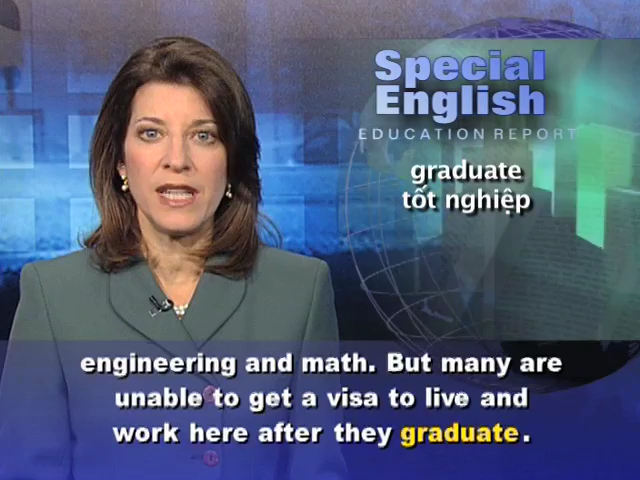 Special
English
EDUCATION REPORT
graduate
tốt nghiệp
engineering and math. But many are
unable to get a visa to live and
work here after they graduate.